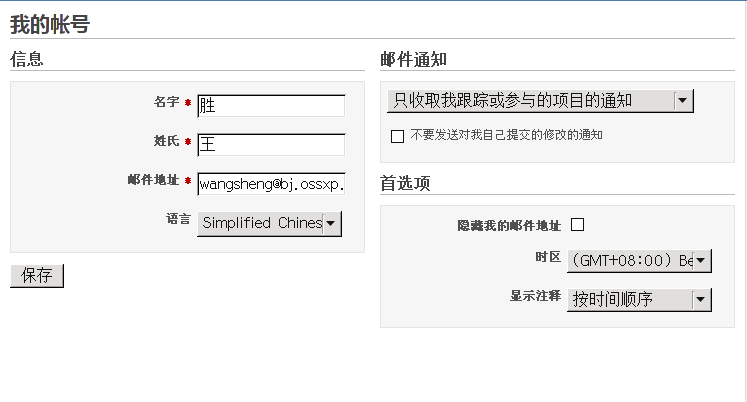 我的帐号
信息
名字 * 胜
姓氏 * 王
邮件地址 * wangsheng@bj.ossxp.
语言 Simplified Chines
保存
邮件通知
只收取我跟踪或参与的项目的通知
不要发送对我自己提交的修改的通知
首选项
隐藏我的邮件地址
时区 (GMT+08:00) Be
显示注释 按时间顺序